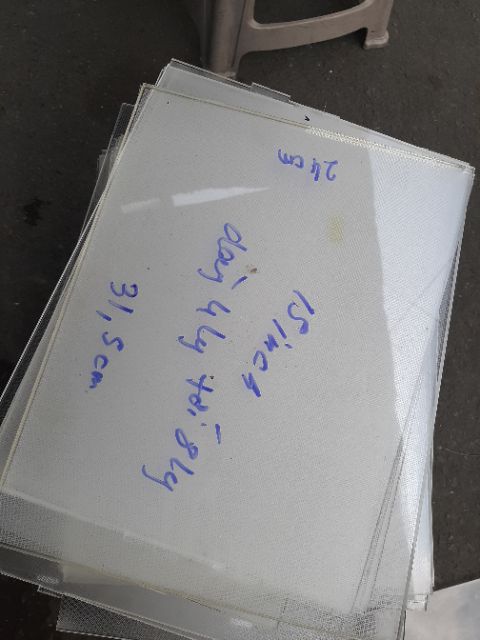 24 cm
15 inch
dày 4ly tới 8ly
31,5 cm